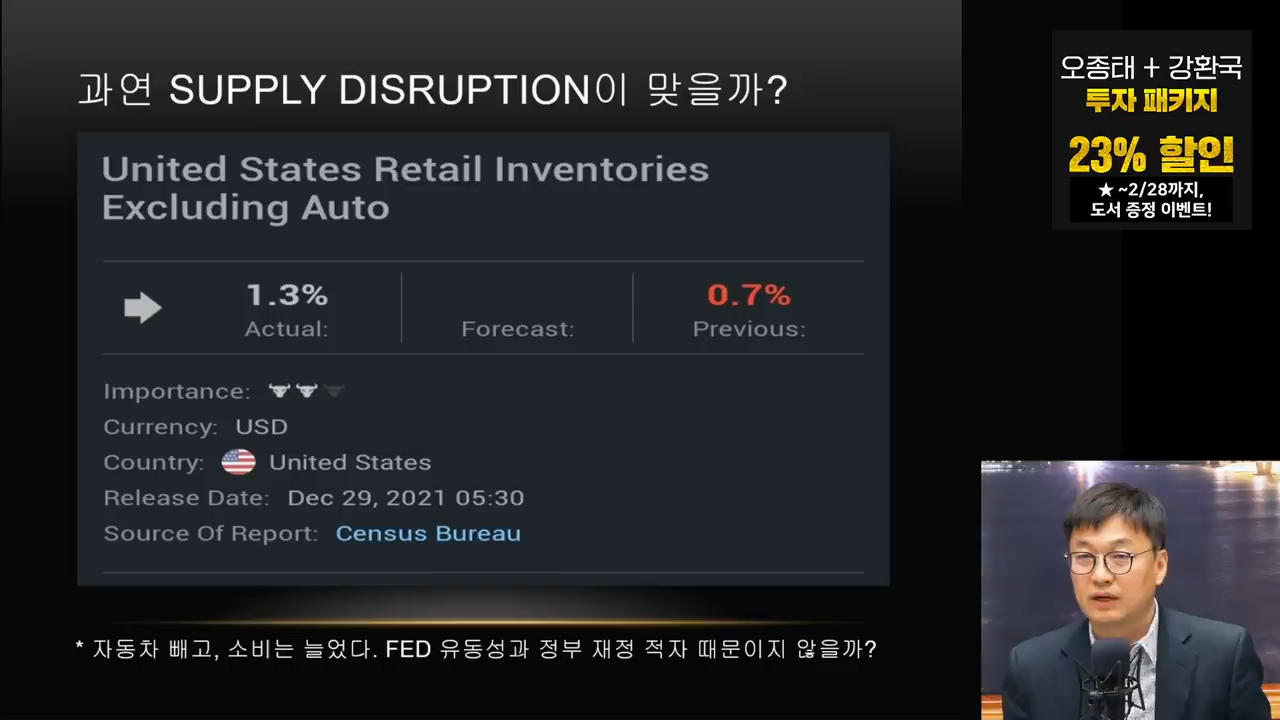 과연 SUPPLY DISRUPTION이 맞을까?
United States Retail Inventories
Excluding Auto
1.3%
Actual:
Forecast:
0.7%
Previous:
Importance:
Currency: USD
Country: United States
Release Date: Dec 29, 2021 05:30
Source Of Report: Census Bureau
* 자동차 빼고, 소비는 늘었다. FED 유동성과 정부 재정 적자 때문이지 않을까?
오종태 + 강환국
투자 패키지
23% 할인
★ ~2/28까지,
도서 증정 이벤트!